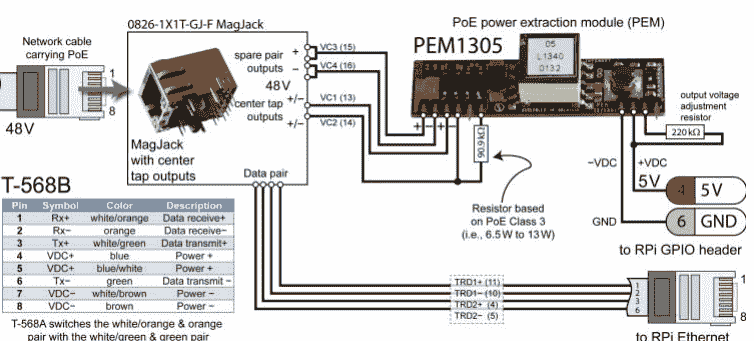 0826-1X1T-GJ-F MagJack
PoE power extraction module (PEM)
PEM1305
Network cable
carrying PoE
1
8
48V
spare pair
outputs
+
−
VC3 (15)
VC4 (16)
48V
center tap
outputs
+/−
+/−
VC1 (13)
VC2 (14)
MagJack
with center
tap outputs
Data pair
05
L1340
0132
+ − + −
90.9kΩ
output voltage
adjustment
resistor
220kΩ
−VDC
+VDC
5V
4 5V
GND
6 GND
to RPi GPIO header
Resistor based
on PoE Class 3
(i.e., 6.5W to 13W)
T-568B
Pin Symbol Color Description
1 Rx+ white/orange Data receive+
2 Rx− orange Data receive−
3 Tx+ white/green Data transmit+
4 VDC+ blue Power +
5 VDC+ blue/white Power +
6 Tx− green Data transmit −
7 VDC− white/brown Power −
8 VDC− brown Power −
T-568A switches the white/orange & orange
pair with the white/green & green pair
TRD1+ (11)
TRD1− (10)
TRD2+ (4)
TRD2− (5)
1
2
3
6
1
8
to RPi Ethernet